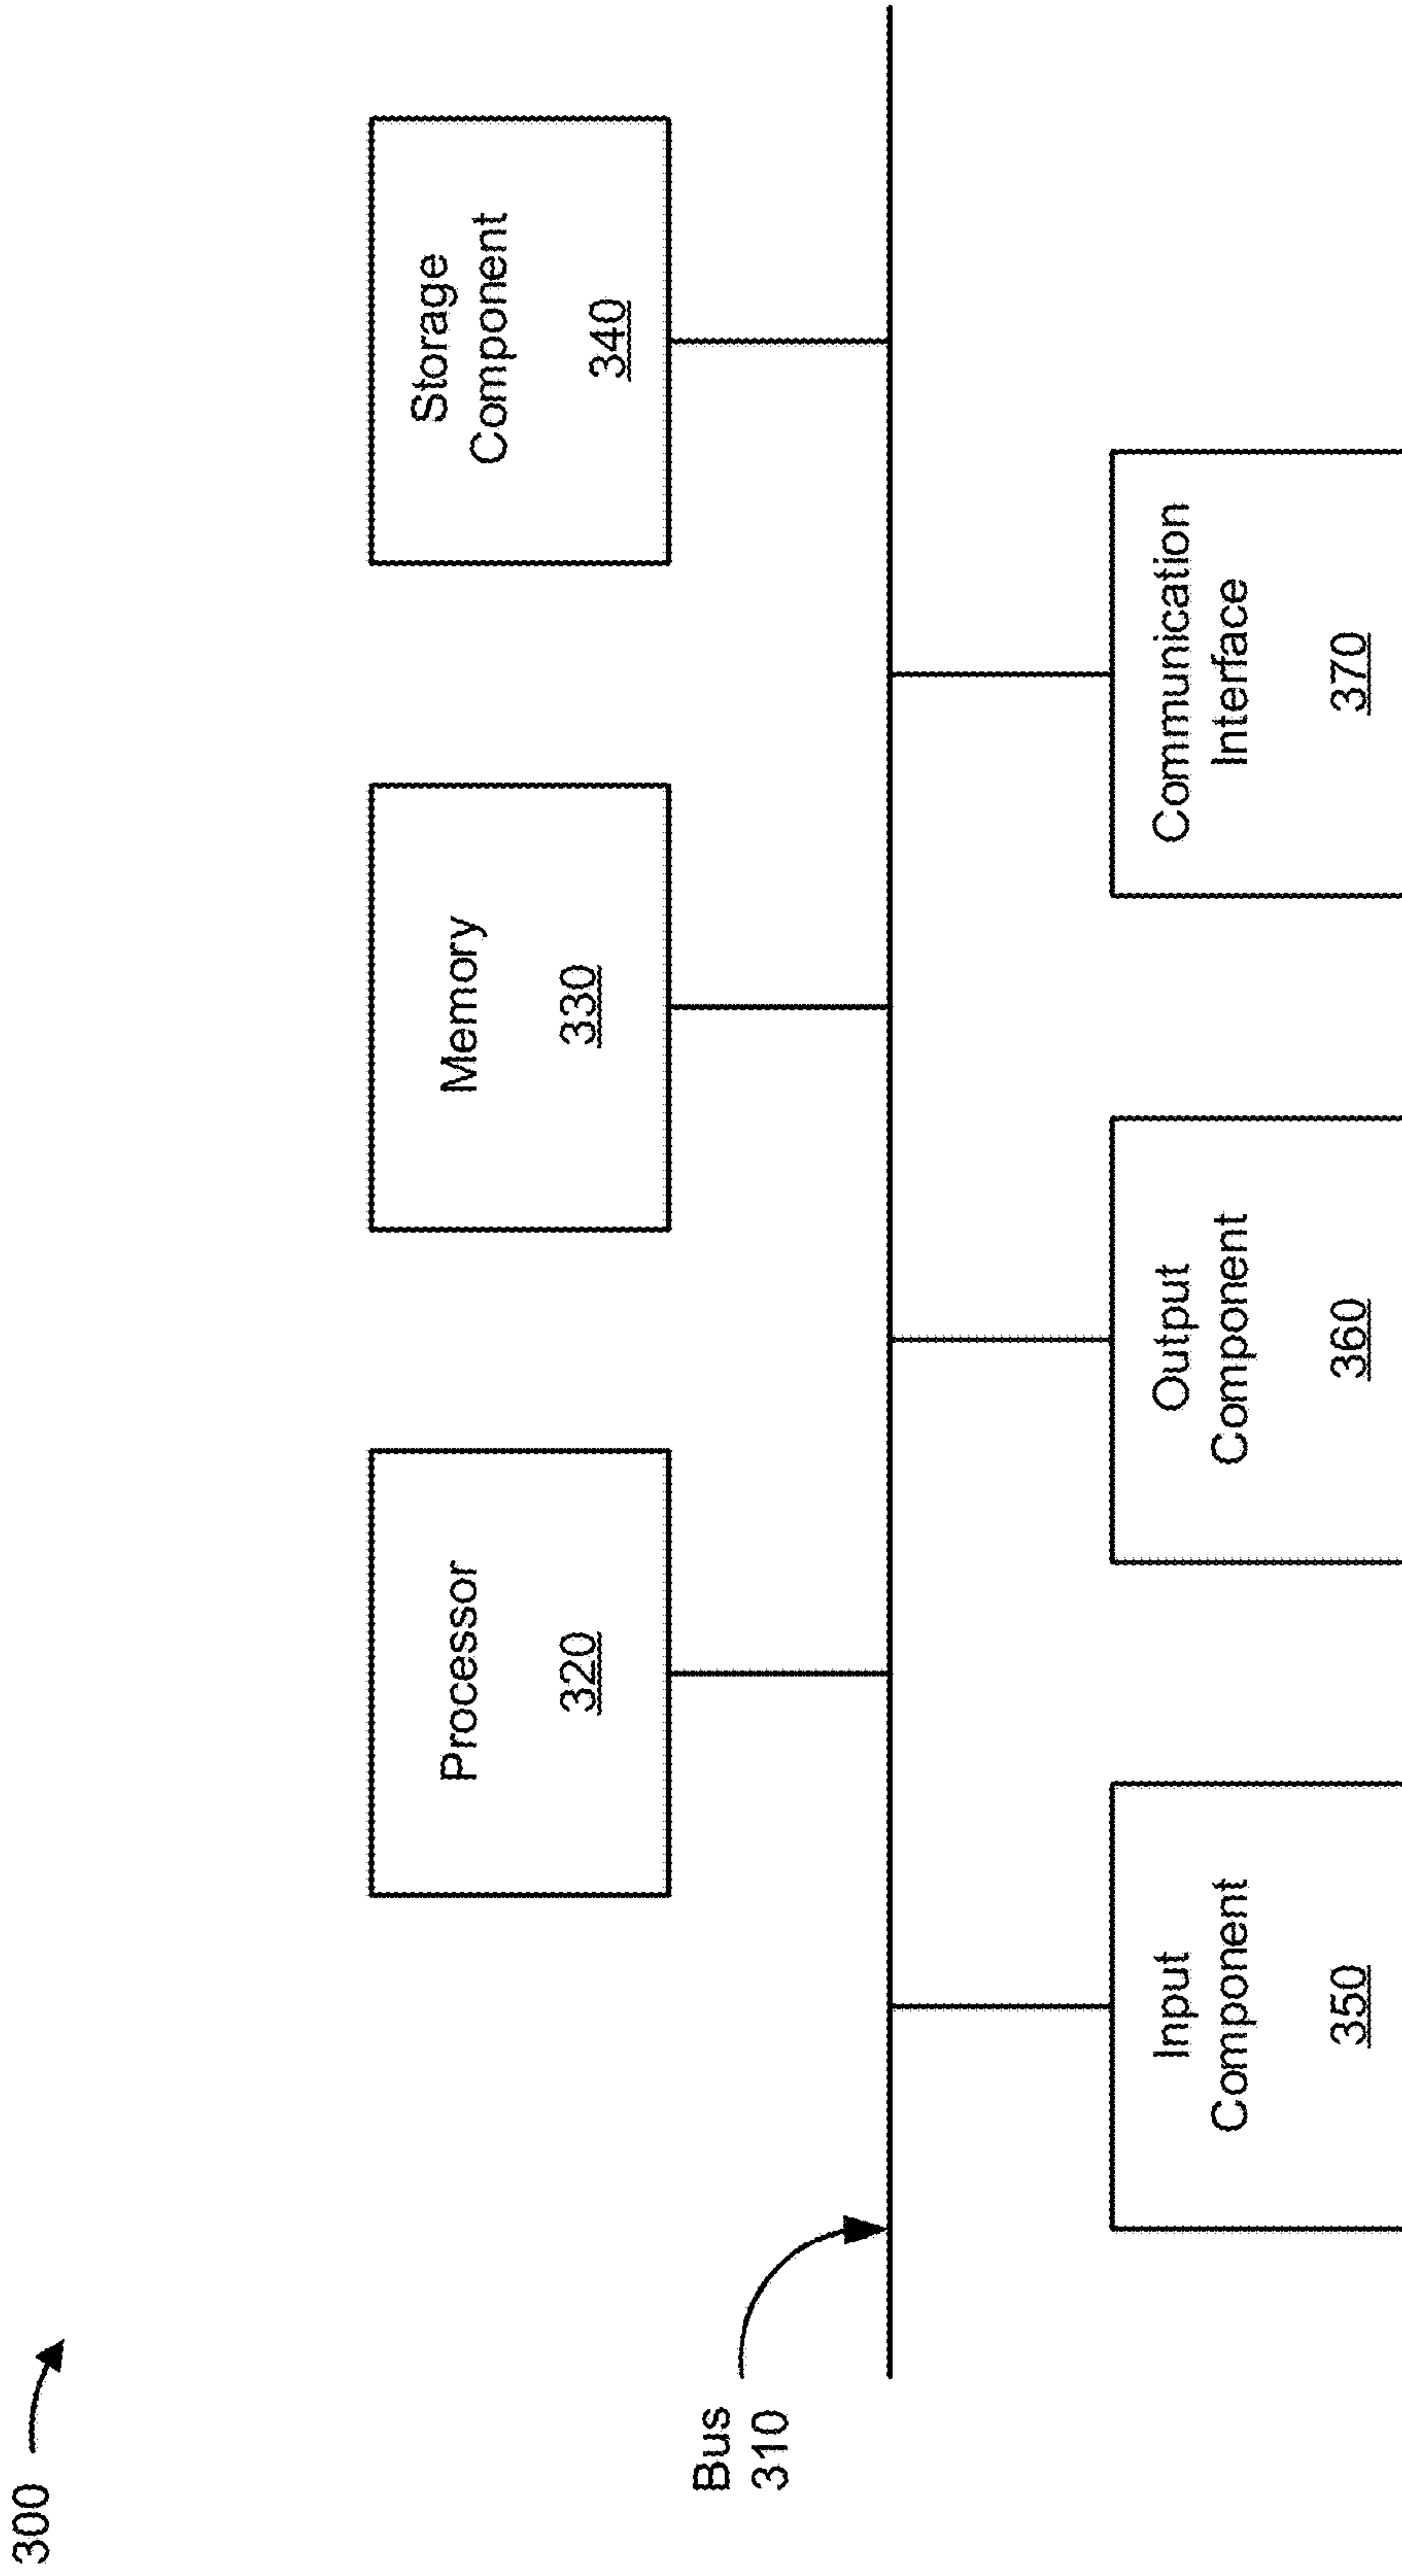 300
Bus
310
Processor
320
Memory
330
Storage
Component
340
Input
Component
350
Output
Component
360
Communication
Interface
370